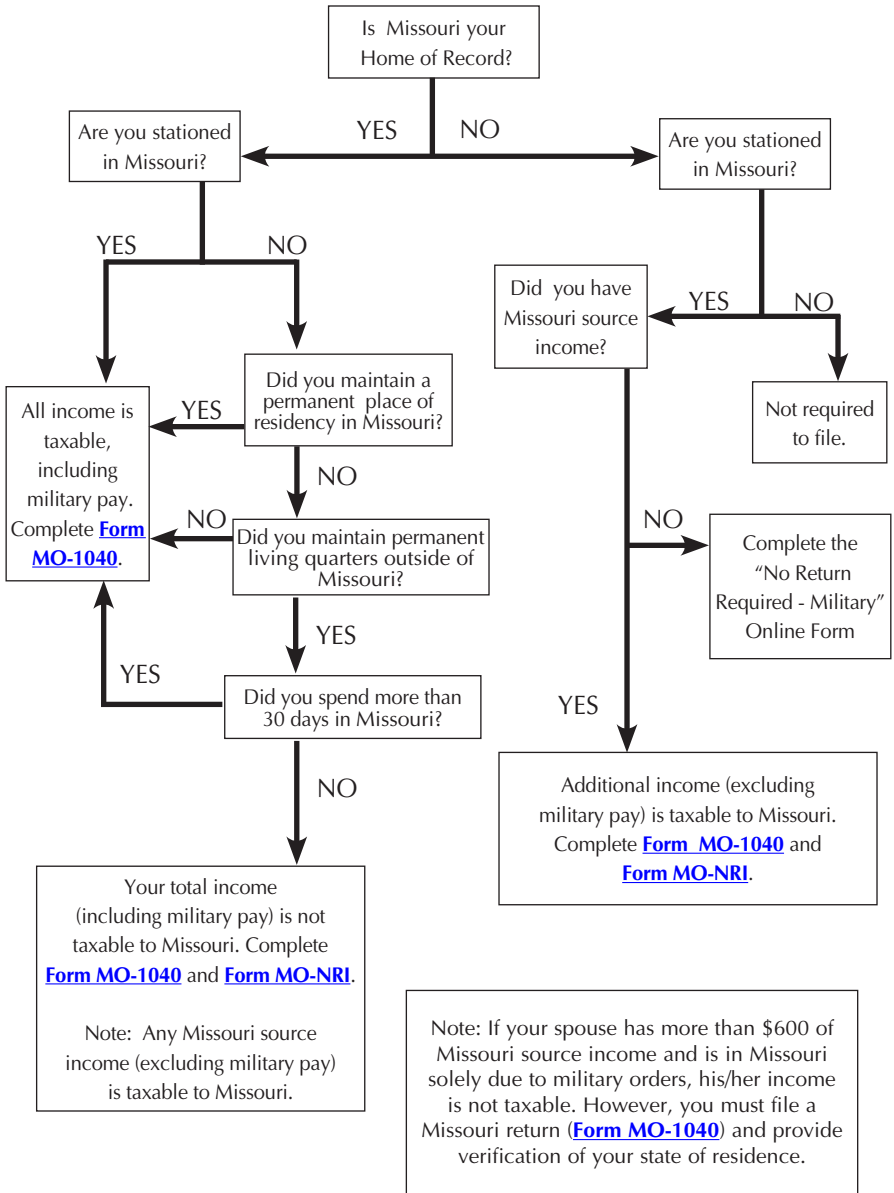 Is Missouri your
Home of Record?
YES
NO
Are you stationed
in Missouri?
Are you stationed
in Missouri?
YES
NO
Did you have
Missouri source
income?
YES
NO
Did you maintain a
permanent place of
residency in Missouri?
YES
All income is
taxable,
including
military pay.
Complete Form
MO-1040.
Not required
to file.
NO
NO
Did you maintain permanent
living quarters outside of
Missouri?
NO
Complete the
“No Return
Required - Military”
Online Form
YES
YES
Did you spend more than
30 days in Missouri?
YES
NO
Additional income (excluding
military pay) is taxable to Missouri.
Complete Form MO-1040 and
Form MO-NRI.
Your total income
(including military pay) is not
taxable to Missouri. Complete
Form MO-1040 and Form MO-NRI.
Note: Any Missouri source
income (excluding military pay)
is taxable to Missouri.
Note: If your spouse has more than $600 of
Missouri source income and is in Missouri
solely due to military orders, his/her income
is not taxable. However, you must file a
Missouri return (Form MO-1040) and provide
verification of your state of residence.